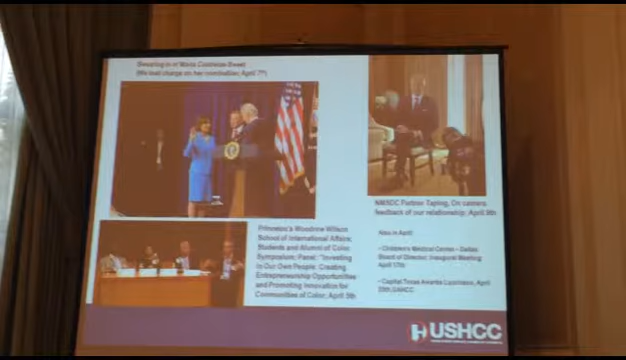 Swearing in of Maria Contreras-Sweet
(We lead charge on her nomination, April 7th)
NMSDC Partner Taping, On camera
feedback of our relationship, April 9th
Princeton's Woodrow Wilson
School of International Affairs;
Students and Alumni of Color
Symposium; Panel: "Investing
in Our Own People: Creating
Entrepreneurship Opportunities
and Promoting Innovation for
Communities of Color, April 5th
Also in April:
• Children's Medical Center - Dallas
Board of Director, Inaugural Meeting
April 17th
• Capital Texas Awards Luncheon, April
GAHCC
USHCC